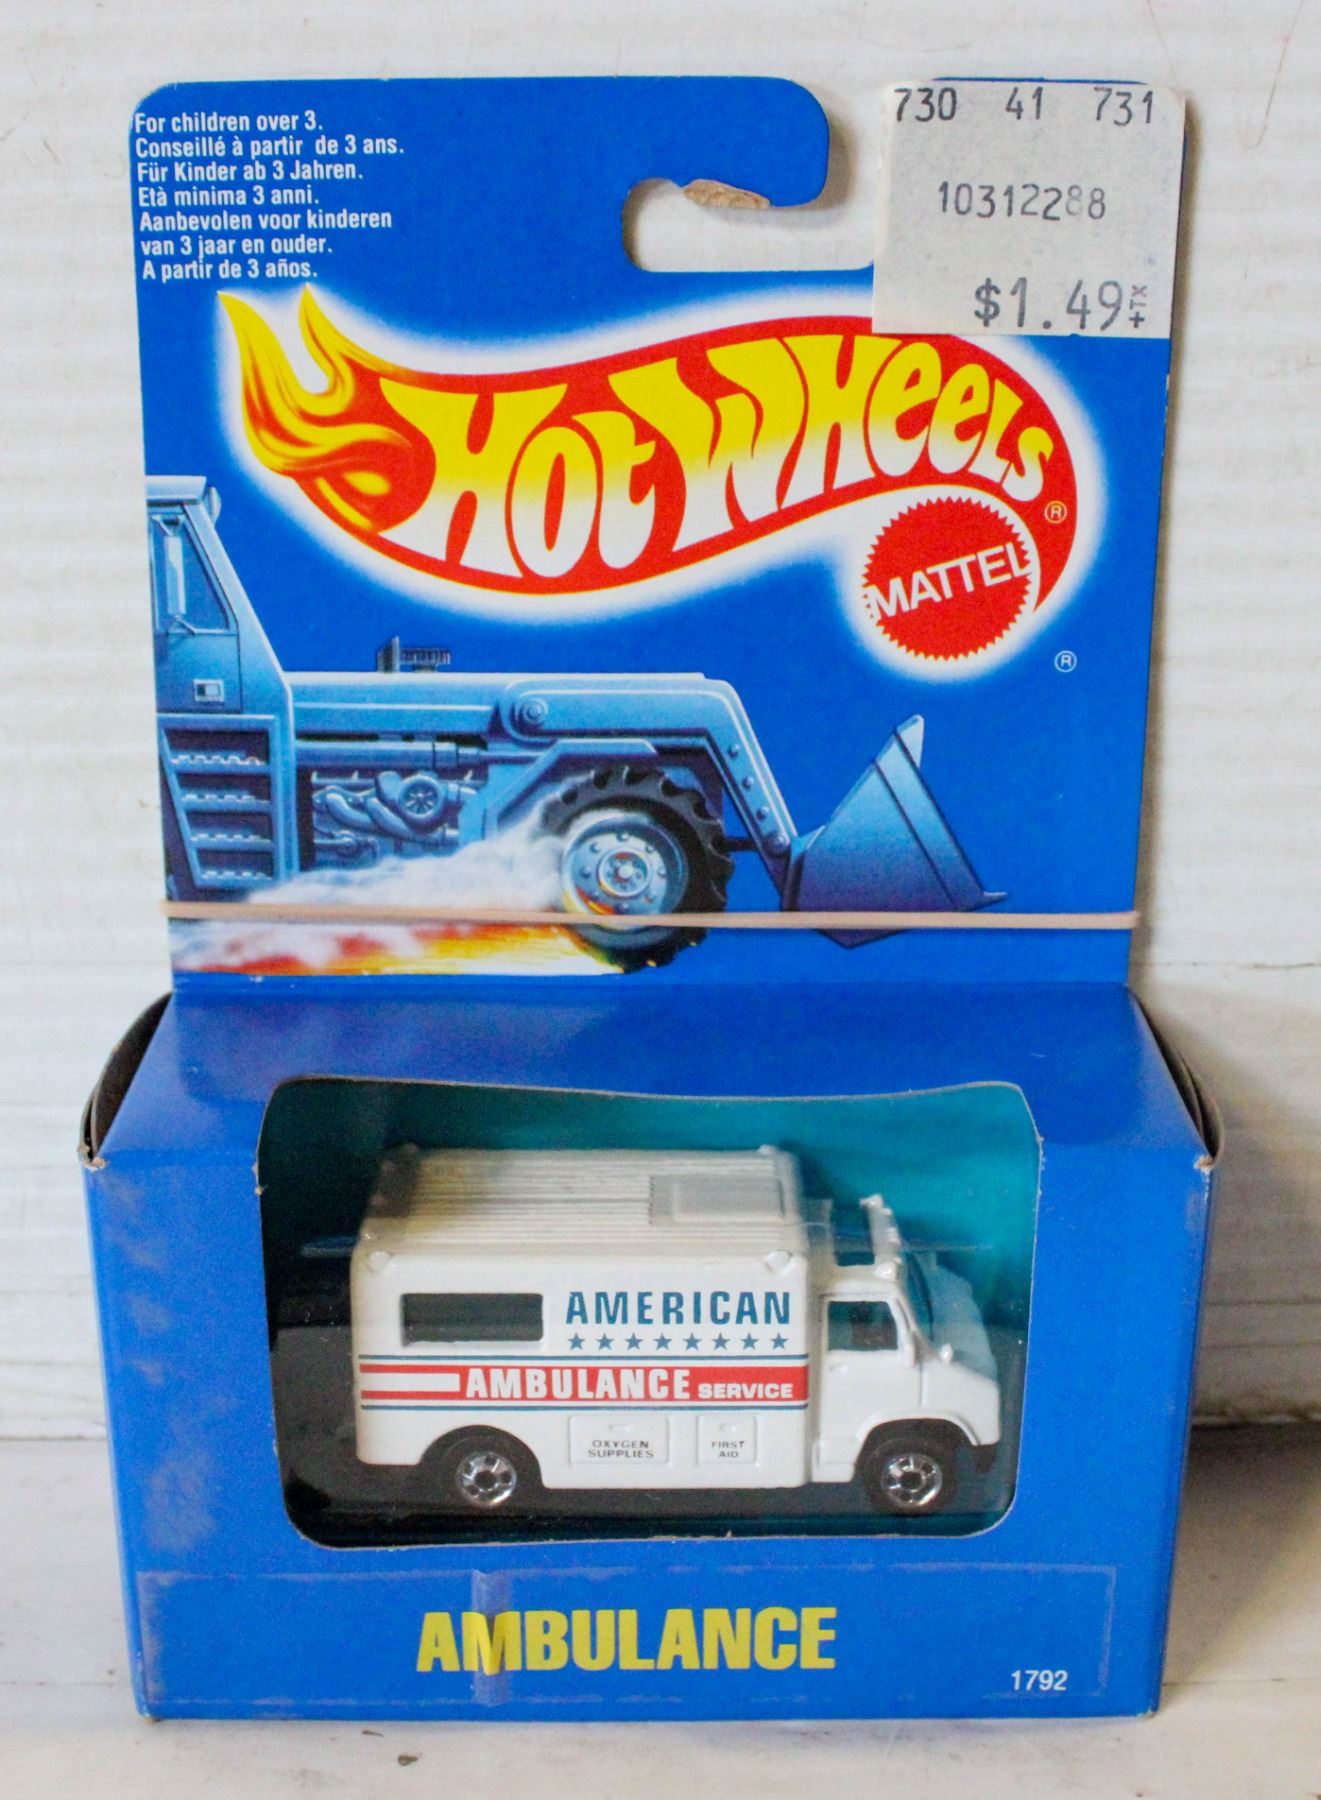 For children over 3.
Conseillé à partir de 3 ans.
Für Kinder ab 3 Jahren.
Età minima 3 anni.
Aanbevolen voor kinderen
van 3 jaar en ouder.
A partir de 3 años.
730 41 731
10312288
$1.49 +TX
HOT WHEELS ®
MATTEL
®
AMERICAN
AMBULANCE SERVICE
OXYGEN
SUPPLIES
FIRST
AID
AMBULANCE
1792